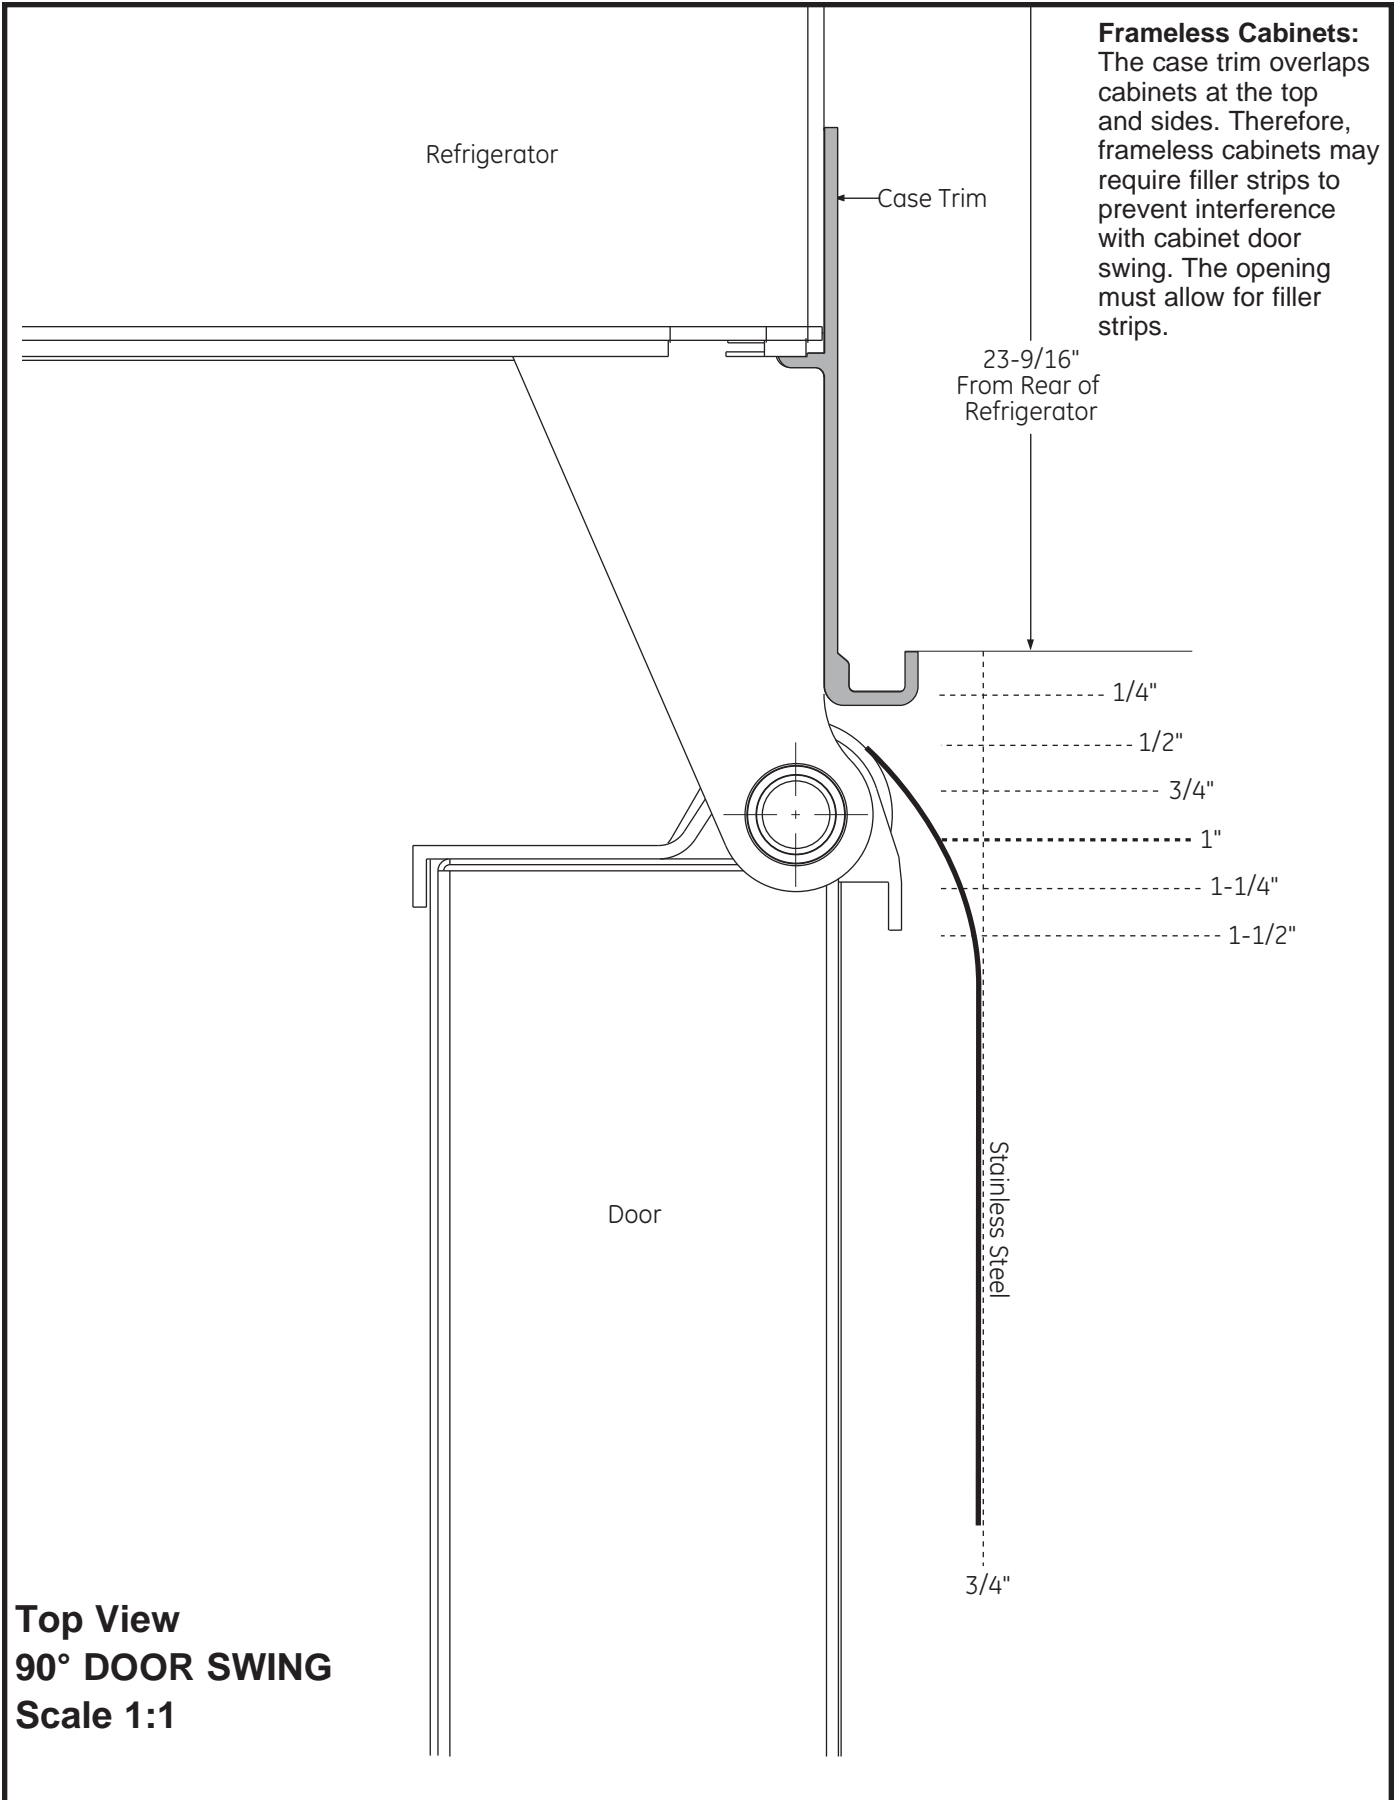 Frameless Cabinets:
The case trim overlaps
cabinets at the top
and sides. Therefore,
frameless cabinets may
require filler strips to
prevent interference
with cabinet door
swing. The opening
must allow for filler
strips.
Refrigerator
Case Trim
23-9/16"
From Rear of
Refrigerator
1/4"
1/2"
3/4"
1"
1-1/4"
1-1/2"
Stainless Steel
Door
3/4"
Top View
90° DOOR SWING
Scale 1:1